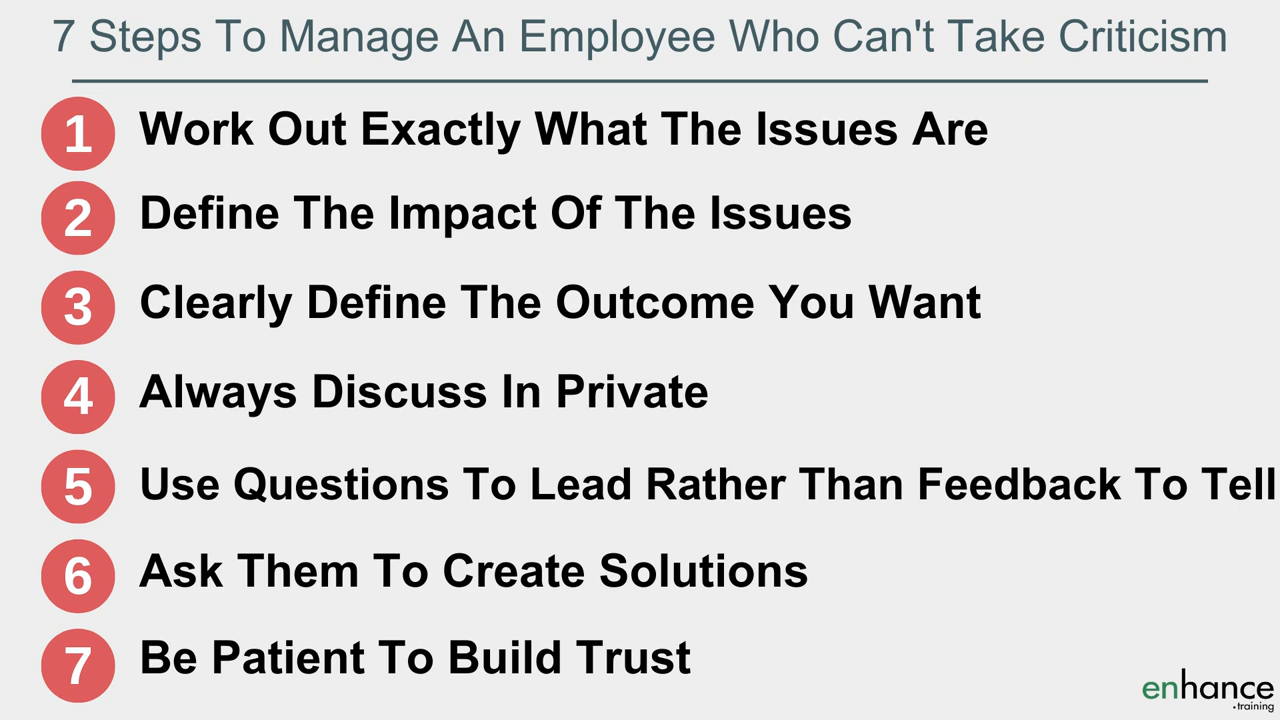 7 Steps To Manage An Employee Who Can't Take Criticism
1 Work Out Exactly What The Issues Are
2 Define The Impact Of The Issues
3 Clearly Define The Outcome You Want
4 Always Discuss In Private
5 Use Questions To Lead Rather Than Feedback To Tell
6 Ask Them To Create Solutions
7 Be Patient To Build Trust
enhance
.training